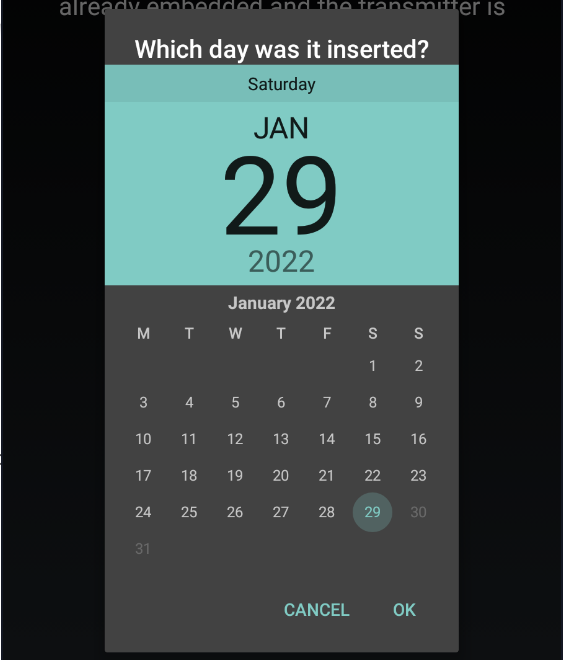 already embedded and the transmitter is
Which day was it inserted?
Saturday
JAN
29
2022
January 2022
M T W T F S S
1 2
3 4 5 6 7 8 9
10 11 12 13 14 15 16
17 18 19 20 21 22 23
24 25 26 27 28 29 30
31
CANCEL OK